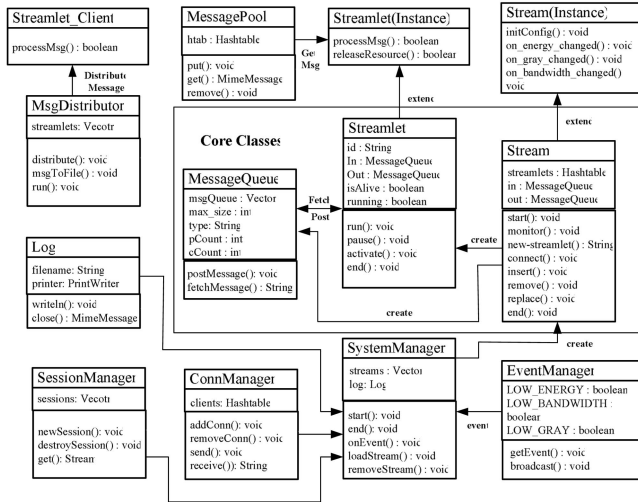 Streamlet_Client
processMsg() : boolean
Distribute
Message
MsgDistributor
streamlets: Vecotr
distribute(): void
msgToFile() : void
run(): void
MessagePool
htab : Hashtable
put(): void
get() : MimeMessage
remove() : void
Get
Msg
Streamlet(Instance)
processMsg() : boolean
releaseResource() : boolean
extend
Stream(Instance)
initConfig() : void
on_energy_changed() : void
on_gray_changed() : void
on_bandwidth_changed() :
void
extend
Core Classes
MessageQueue
msgQueue : Vector
max_size : int
type: String
pCount : int
cCount : int
postMessage(): void
fetchMessage() : String
Fetch
Post
Streamlet
id : String
In : MessageQueue
Out : MessageQueue
isAlive : boolean
running : boolean
run(): void
pause() : void
activate() : void
end() : void
create
create
Stream
streamlets : Hashtable
in : MessageQueue
out : MessageQueue
start(): void
monitor() : void
new-streamlet() : String
connect() : void
insert() : void
remove() : void
replace() : void
end(): void
create
Log
filename: String
printer: PrintWriter
writeln(): void
close() : MimeMessage
SessionManager
sessions: Vecotr
newSession(): void
destroySession() : void
get(): Stream
ConnManager
clients: Hashtable
addConn() : void
removeConn() : void
send() : void
receive()): String
SystemManager
streams : Vector
log: Log
start(): void
end(): void
onEvent() : void
loadStream() : void
removeStream() : void
event
EventManager
LOW_ENERGY : boolean
LOW_BANDWIDTH :
boolean
LOW_GRAY : boolean
getEvent() : void
broadcast() : void